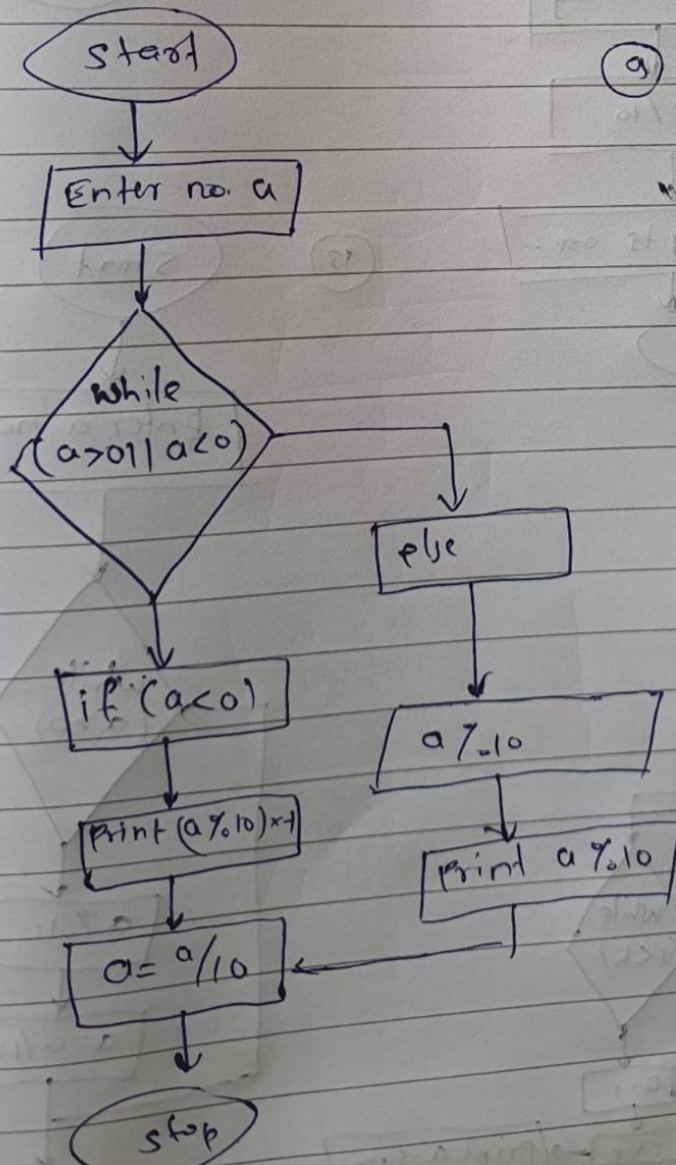 Start
9
Enter no. a
while
(a>0 || a<0)
else
if (a<0)
a%10
print (a%10)x-1
print a%10
a= a/10
stop